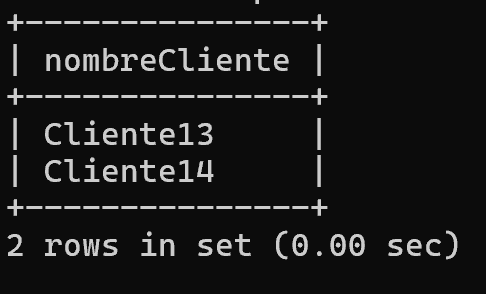 +---------------+
| nombreCliente |
+---------------+
| Cliente13     |
| Cliente14     |
+---------------+
2 rows in set (0.00 sec)